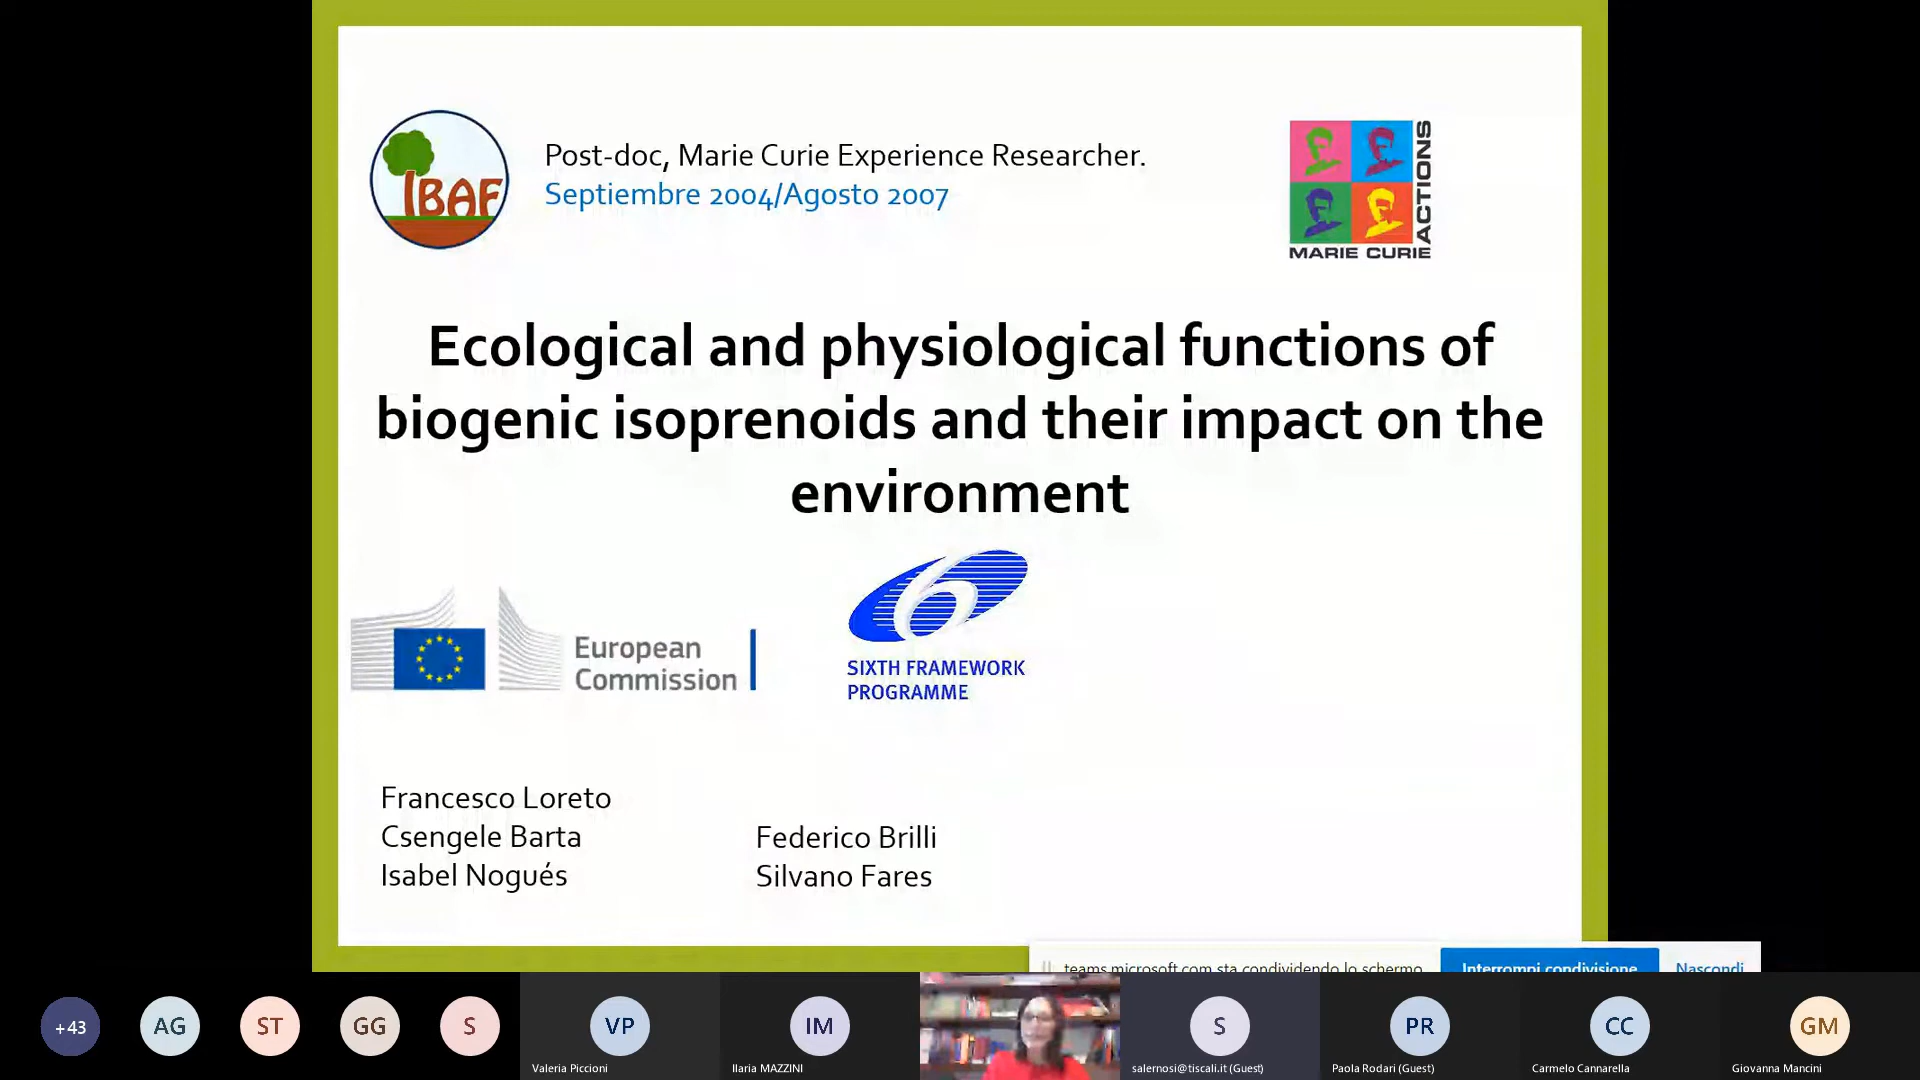 IBAF
Post-doc, Marie Curie Experience Researcher.
Septiembre 2004/Agosto 2007
MARIE CURIE ACTIONS
Ecological and physiological functions of
biogenic isoprenoids and their impact on the
environment
European
Commission
6
SIXTH FRAMEWORK
PROGRAMME
Francesco Loreto
Csengele Barta
Isabel Nogués
Federico Brilli
Silvano Fares
teams.microsoft.com sta condividendo lo schermo.
Interrompi condivisione
Nascondi
+43
AG
ST
GG
S
VP
IM
S
PR
CC
GM
Valeria Piccioni
Ilaria MAZZINI
salernosi@tiscali.it (Guest)
Paola Rodari (Guest)
Carmelo Cannarella
Giovanna Mancini